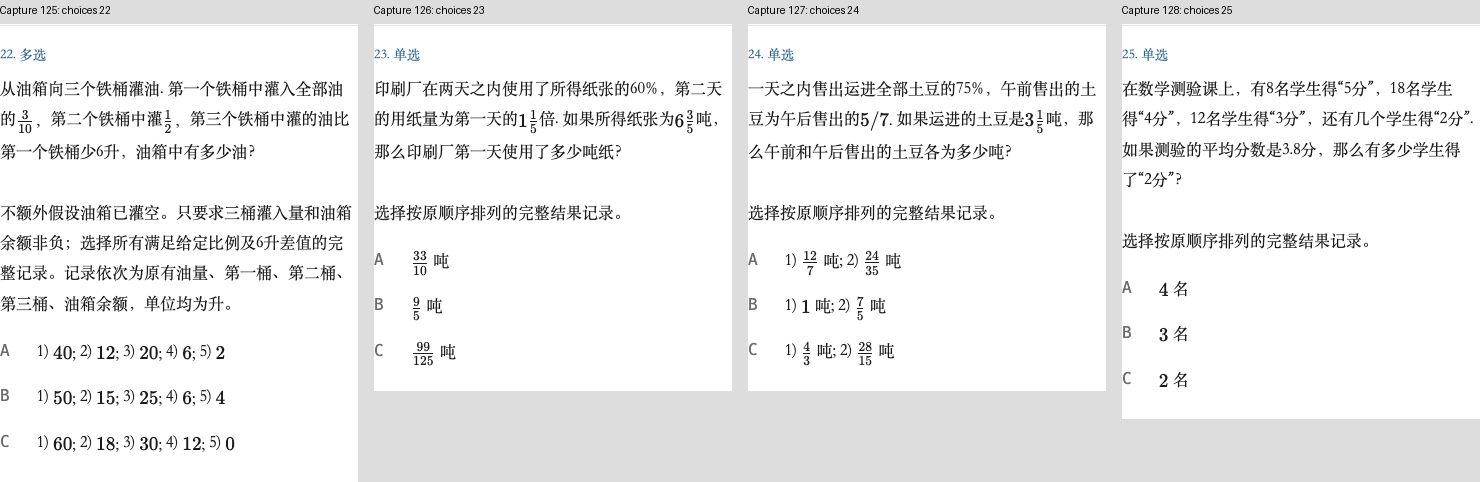 Capture 125: choices 22
22. 多选
从油箱向三个铁桶灌油. 第一个铁桶中灌入全部油
的 3/10，第二个铁桶中灌 1/2，第三个铁桶中灌的油比
第一个铁桶少6升，油箱中有多少油?
不额外假设油箱已灌空。只要求三桶灌入量和油箱
余额非负；选择所有满足给定比例及6升差值的完
整记录。记录依次为原有油量、第一桶、第二桶、
第三桶、油箱余额，单位均为升。
A 1) 40; 2) 12; 3) 20; 4) 6; 5) 2
B 1) 50; 2) 15; 3) 25; 4) 6; 5) 4
C 1) 60; 2) 18; 3) 30; 4) 12; 5) 0
Capture 126: choices 23
23. 单选
印刷厂在两天之内使用了所得纸张的60%，第二天
的用纸量为第一天的1 1/5倍. 如果所得纸张为6 3/5吨，
那么印刷厂第一天使用了多少吨纸?
选择按原顺序排列的完整结果记录。
A 33/10 吨
B 9/5 吨
C 99/125 吨
Capture 127: choices 24
24. 单选
一天之内售出运进全部土豆的75%，午前售出的土
豆为午后售出的5/7. 如果运进的土豆是3 1/5吨，那
么午前和午后售出的土豆各为多少吨?
选择按原顺序排列的完整结果记录。
A 1) 12/7 吨; 2) 24/35 吨
B 1) 1 吨; 2) 7/5 吨
C 1) 4/3 吨; 2) 28/15 吨
Capture 128: choices 25
25. 单选
在数学测验课上，有8名学生得“5分”，18名学生
得“4分”，12名学生得“3分”，还有几个学生得“2分”.
如果测验的平均分数是3.8分，那么有多少学生得
了“2分”?
选择按原顺序排列的完整结果记录。
A 4 名
B 3 名
C 2 名